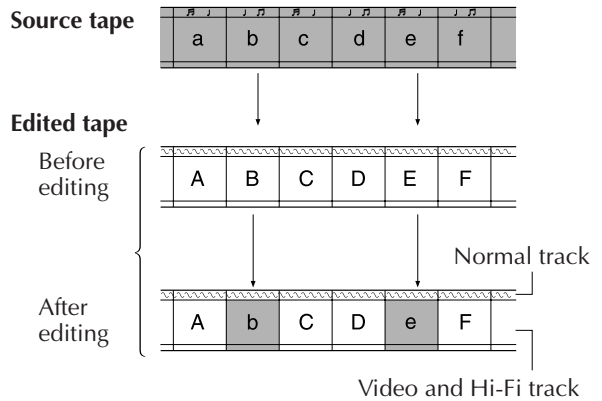 Source tape
a b c d e f
Edited tape
Before
editing
A B C D E F
Normal track
After
editing
A b C D e F
Video and Hi-Fi track